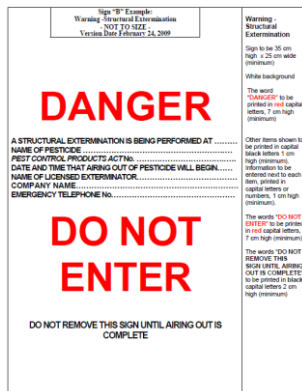 Sign "B" Example:
Warning -Structural Extermination
- NOT TO SIZE -
Version Date February 24, 2009
DANGER
A STRUCTURAL EXTERMINATION IS BEING PERFORMED AT .........
NAME OF PESTICIDE ..............................................
PEST CONTROL PRODUCTS ACT No. .................................
DATE AND TIME THAT AIRING OUT OF PESTICIDE WILL BEGIN......
NAME OF LICENSED EXTERMINATOR..........................
COMPANY NAME................................................
EMERGENCY TELEPHONE No.....................................
DO NOT
ENTER
DO NOT REMOVE THIS SIGN UNTIL AIRING OUT IS
COMPLETE
Warning -
Structural
Extermination
Sign to be 35 cm
high x 25 cm wide
(minimum)
White background
The word
"DANGER" to be
printed in red capital
letters, 7 cm high
(minimum)
Other items shown to
be printed in capital
black letters 1 cm
high (minimum).
Information to be
entered next to each
item, printed in
capital letters or
numbers, 1 cm high
(minimum).
The words "DO NOT
ENTER" to be printed
in red capital letters,
7 cm high (minimum)
The words "DO NOT
REMOVE THIS
SIGN UNTIL AIRING
OUT IS COMPLETE"
to be printed in black
capital letters 2 cm
high (minimum)